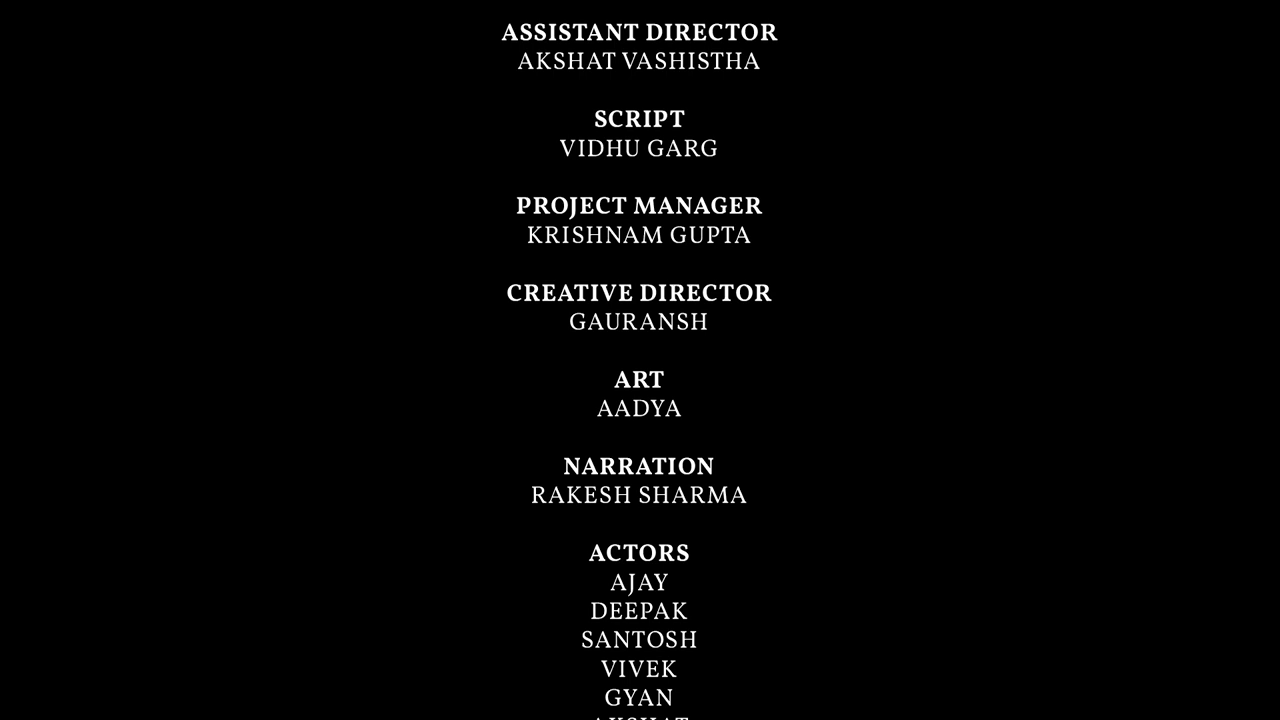 ASSISTANT DIRECTOR
AKSHAT VASHISTHA
SCRIPT
VIDHU GARG
PROJECT MANAGER
KRISHNAM GUPTA
CREATIVE DIRECTOR
GAURANSH
ART
AADYA
NARRATION
RAKESH SHARMA
ACTORS
AJAY
DEEPAK
SANTOSH
VIVEK
GYAN